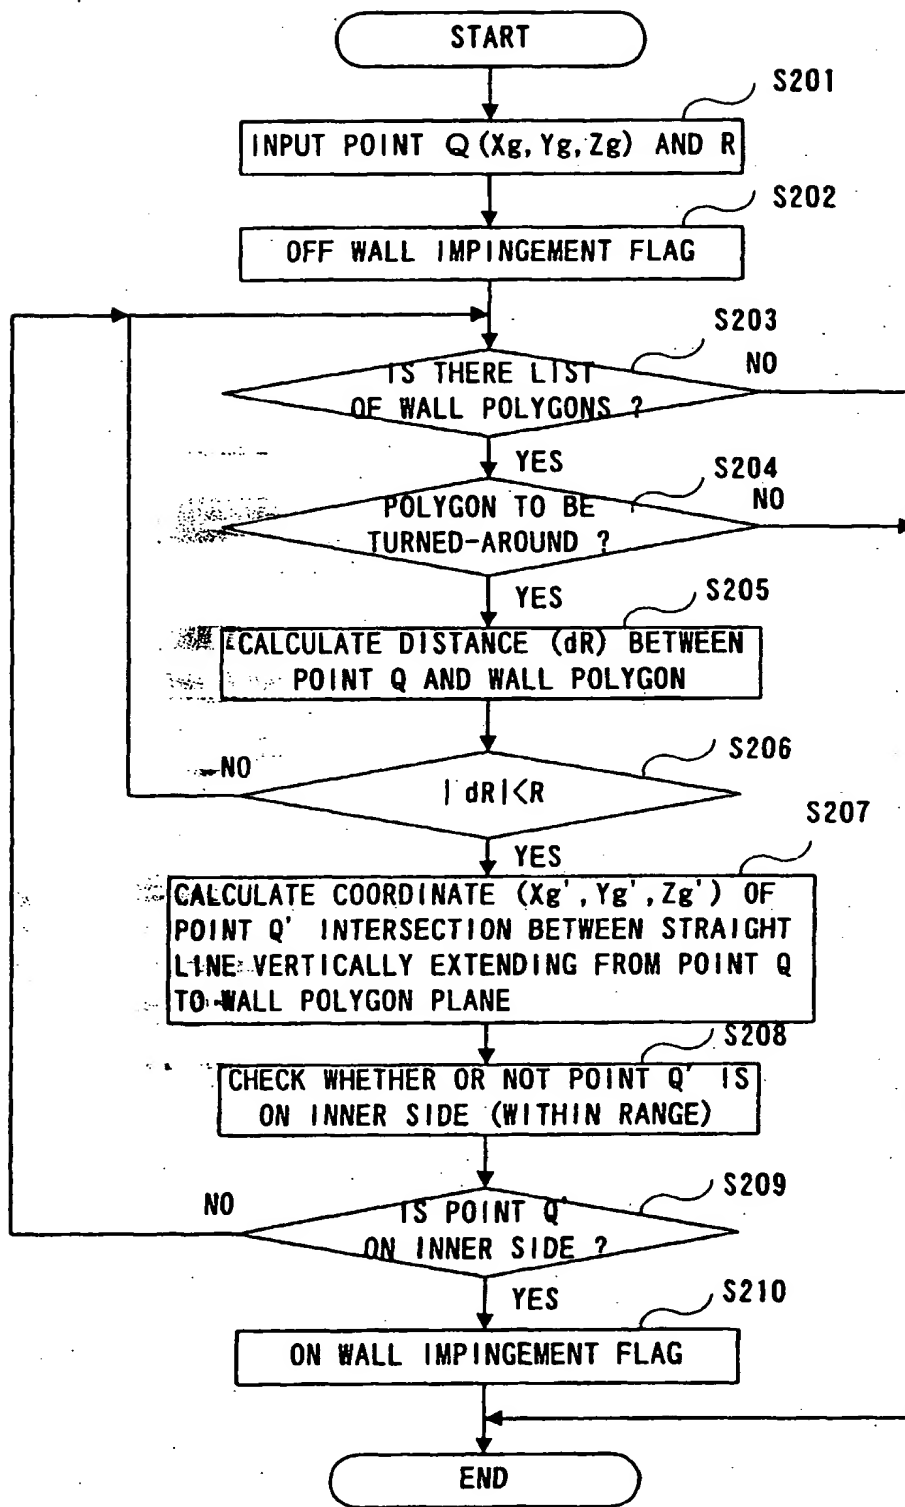 START
S201
INPUT POINT Q(Xg,Yg,Zg) AND R
S202
OFF WALL IMPINGEMENT FLAG
S203
IS THERE LIST
OF WALL POLYGONS ?
NO
YES
S204
POLYGON TO BE
TURNED-AROUND ?
NO
YES
S205
CALCULATE DISTANCE (dR) BETWEEN
POINT Q AND WALL POLYGON
S206
NO
|dR|<R
S207
YES
CALCULATE COORDINATE (Xg',Yg',Zg') OF
POINT Q' INTERSECTION BETWEEN STRAIGHT
LINE VERTICALLY EXTENDING FROM POINT Q
TO WALL POLYGON PLANE
S208
CHECK WHETHER OR NOT POINT Q' IS
ON INNER SIDE (WITHIN RANGE)
S209
NO
IS POINT Q'
ON INNER SIDE ?
YES
S210
ON WALL IMPINGEMENT FLAG
END